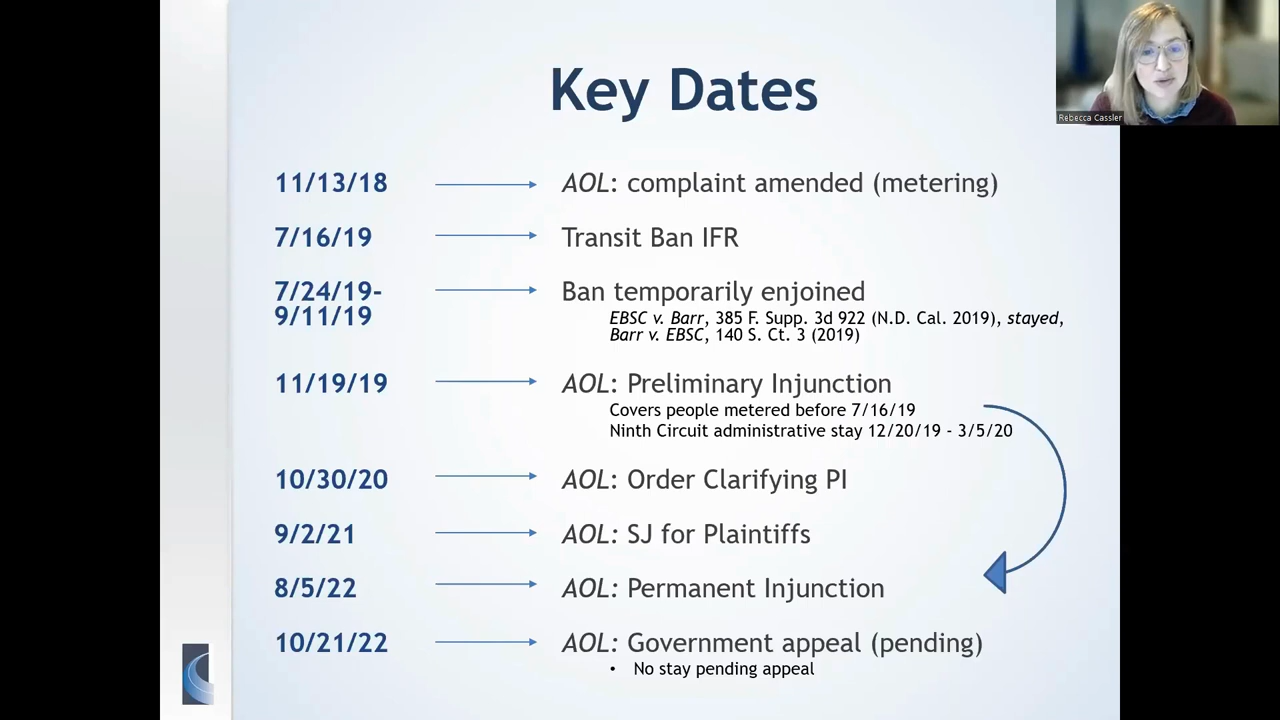 Key Dates
Rebecca Cassler
11/13/18 AOL: complaint amended (metering)
7/16/19 Transit Ban IFR
7/24/19- Ban temporarily enjoined
9/11/19
EBSC v. Barr, 385 F. Supp. 3d 922 (N.D. Cal. 2019), stayed,
Barr v. EBSC, 140 S. Ct. 3 (2019)
11/19/19 AOL: Preliminary Injunction
Covers people metered before 7/16/19
Ninth Circuit administrative stay 12/20/19 - 3/5/20
10/30/20 AOL: Order Clarifying PI
9/2/21 AOL: SJ for Plaintiffs
8/5/22 AOL: Permanent Injunction
10/21/22 AOL: Government appeal (pending)
• No stay pending appeal